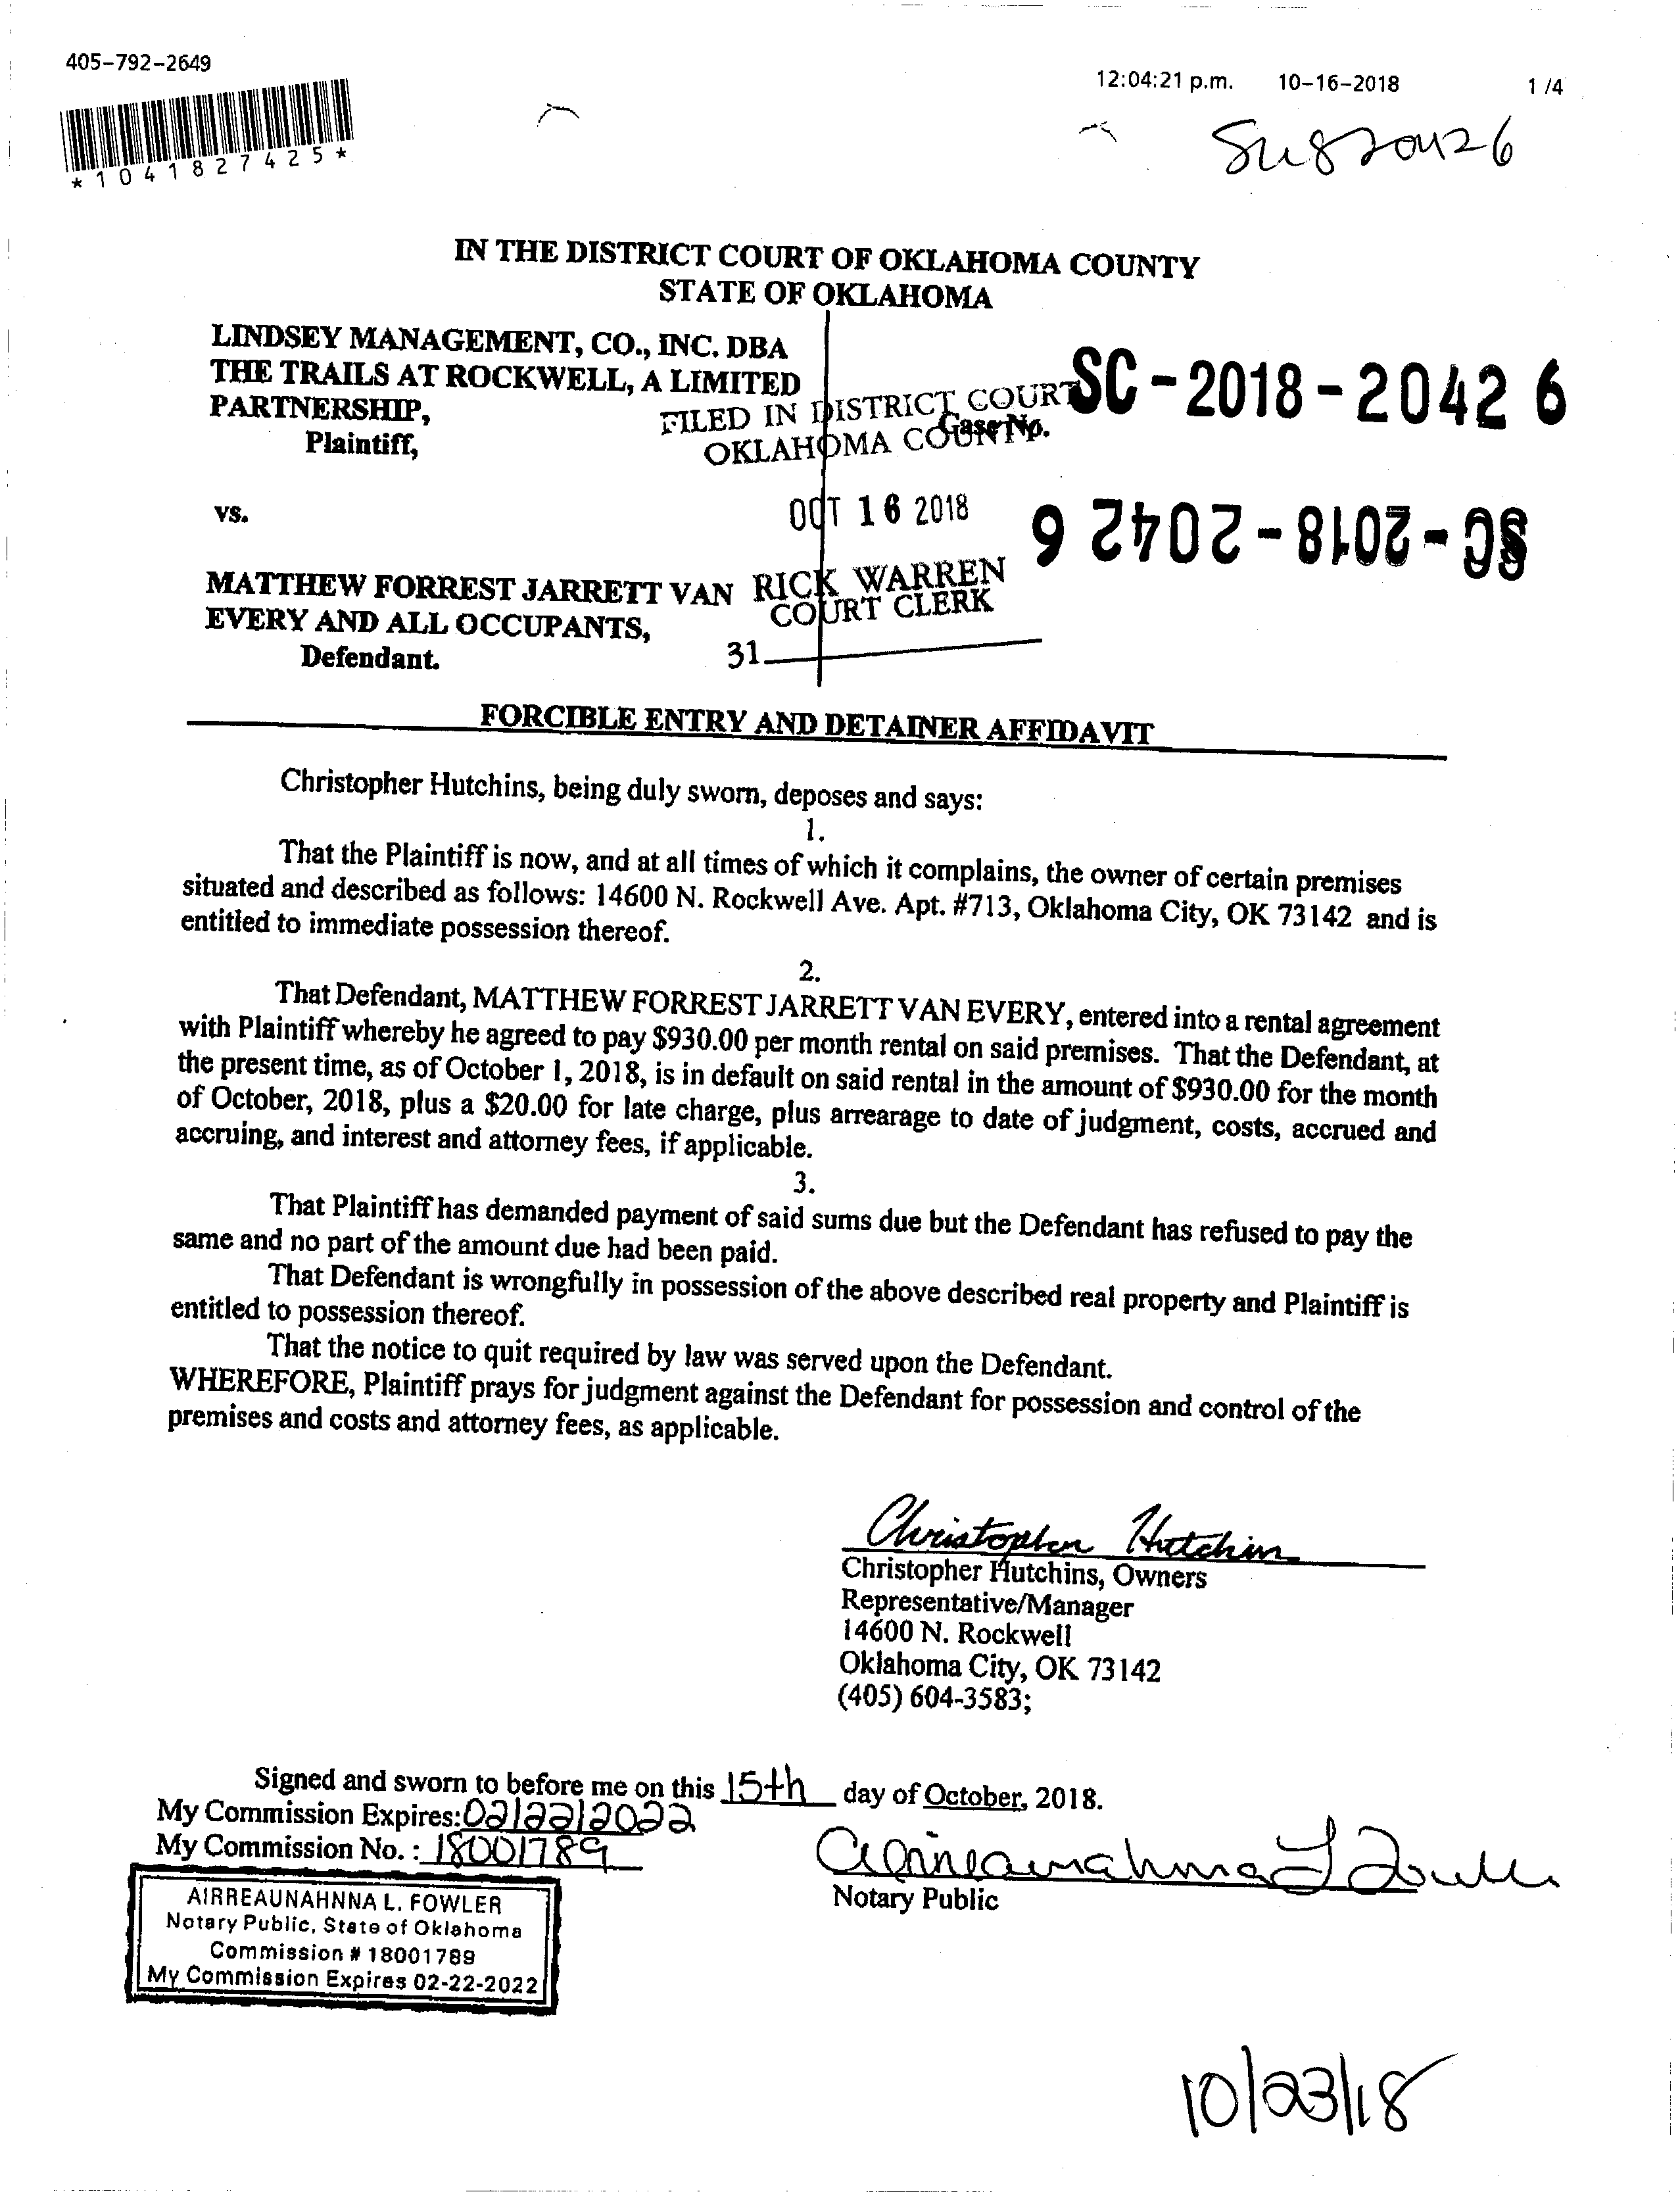 405-792-2649
12:04:21 p.m. 10-16-2018 1 /4
*1041827425*
IN THE DISTRICT COURT OF OKLAHOMA COUNTY
STATE OF OKLAHOMA
LINDSEY MANAGEMENT, CO., INC. DBA
THE TRAILS AT ROCKWELL, A LIMITED
PARTNERSHIP,
Plaintiff,
FILED IN DISTRICT COURT
OKLAHOMA COUNTY
Case No.
SC-2018-20426
vs.
OCT 16 2018
SC-2018-20426
MATTHEW FORREST JARRETT VAN
EVERY AND ALL OCCUPANTS,
Defendant.
RICK WARREN
COURT CLERK
31
FORCIBLE ENTRY AND DETAINER AFFIDAVIT
Christopher Hutchins, being duly sworn, deposes and says:
1.
That the Plaintiff is now, and at all times of which it complains, the owner of certain premises
situated and described as follows: 14600 N. Rockwell Ave. Apt. #713, Oklahoma City, OK 73142 and is
entitled to immediate possession thereof.
2.
That Defendant, MATTHEW FORREST JARRETT VAN EVERY, entered into a rental agreement
with Plaintiff whereby he agreed to pay $930.00 per month rental on said premises. That the Defendant, at
the present time, as of October 1, 2018, is in default on said rental in the amount of $930.00 for the month
of October, 2018, plus a $20.00 for late charge, plus arrearage to date of judgment, costs, accrued and
accruing, and interest and attorney fees, if applicable.
3.
That Plaintiff has demanded payment of said sums due but the Defendant has refused to pay the
same and no part of the amount due had been paid.
That Defendant is wrongfully in possession of the above described real property and Plaintiff is
entitled to possession thereof.
That the notice to quit required by law was served upon the Defendant.
WHEREFORE, Plaintiff prays for judgment against the Defendant for possession and control of the
premises and costs and attorney fees, as applicable.
Christopher Hutchins
Christopher Hutchins, Owners
Representative/Manager
14600 N. Rockwell
Oklahoma City, OK 73142
(405) 604-3583;
Signed and sworn to before me on this 15th day of October, 2018.
My Commission Expires: 02/22/2022
My Commission No. : 18001789
Notary Public
AIRREAUNAHNNA L. FOWLER
Notary Public, State of Oklahoma
Commission # 18001789
My Commission Expires 02-22-2022
10/23/18